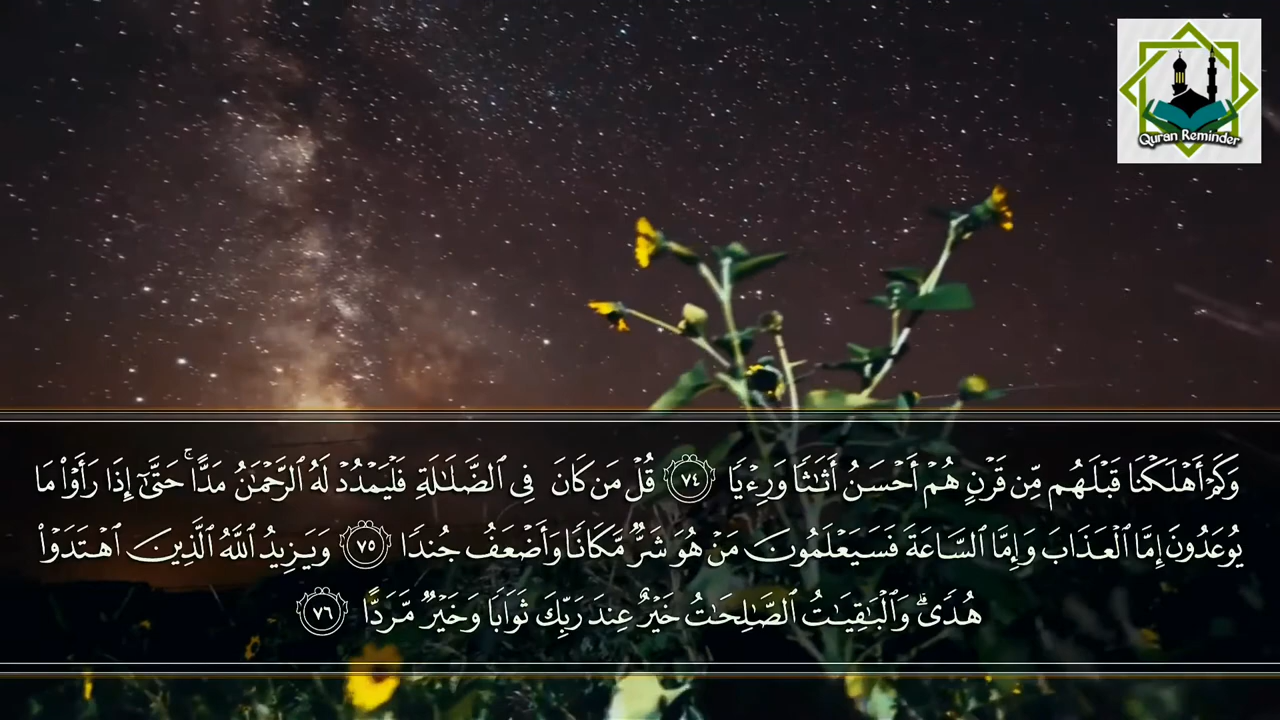 Quran Reminder
وَكَمْ أَهْلَكْنَا قَبْلَهُم مِّن قَرْنٍ هُمْ أَحْسَنُ أَثَٰثًا وَرِءْيًا ٧٤ قُلْ مَن كَانَ فِى ٱلضَّلَٰلَةِ فَلْيَمْدُدْ لَهُ ٱلرَّحْمَٰنُ مَدًّا ۚ حَتَّىٰٓ إِذَا رَأَوْا۟ مَا
يُوعَدُونَ إِمَّا ٱلْعَذَابَ وَإِمَّا ٱلسَّاعَةَ فَسَيَعْلَمُونَ مَنْ هُوَ شَرٌّ مَّكَانًا وَأَضْعَفُ جُندًا ٧٥ وَيَزِيدُ ٱللَّهُ ٱلَّذِينَ ٱهْتَدَوْا۟
هُدًى ۗ وَٱلْبَٰقِيَٰتُ ٱلصَّٰلِحَٰتُ خَيْرٌ عِندَ رَبِّكَ ثَوَابًا وَخَيْرٌ مَّرَدًّا ٧٦